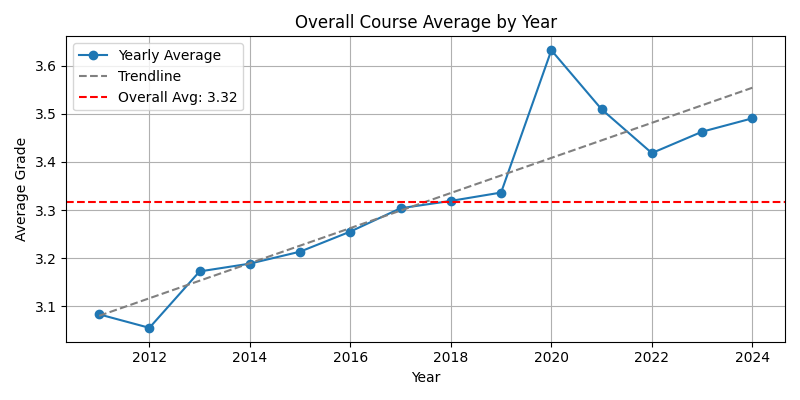 Overall Course Average by Year
Yearly Average
Trendline
Overall Avg: 3.32
Average Grade
3.6
3.5
3.4
3.3
3.2
3.1
2012 2014 2016 2018 2020 2022 2024
Year